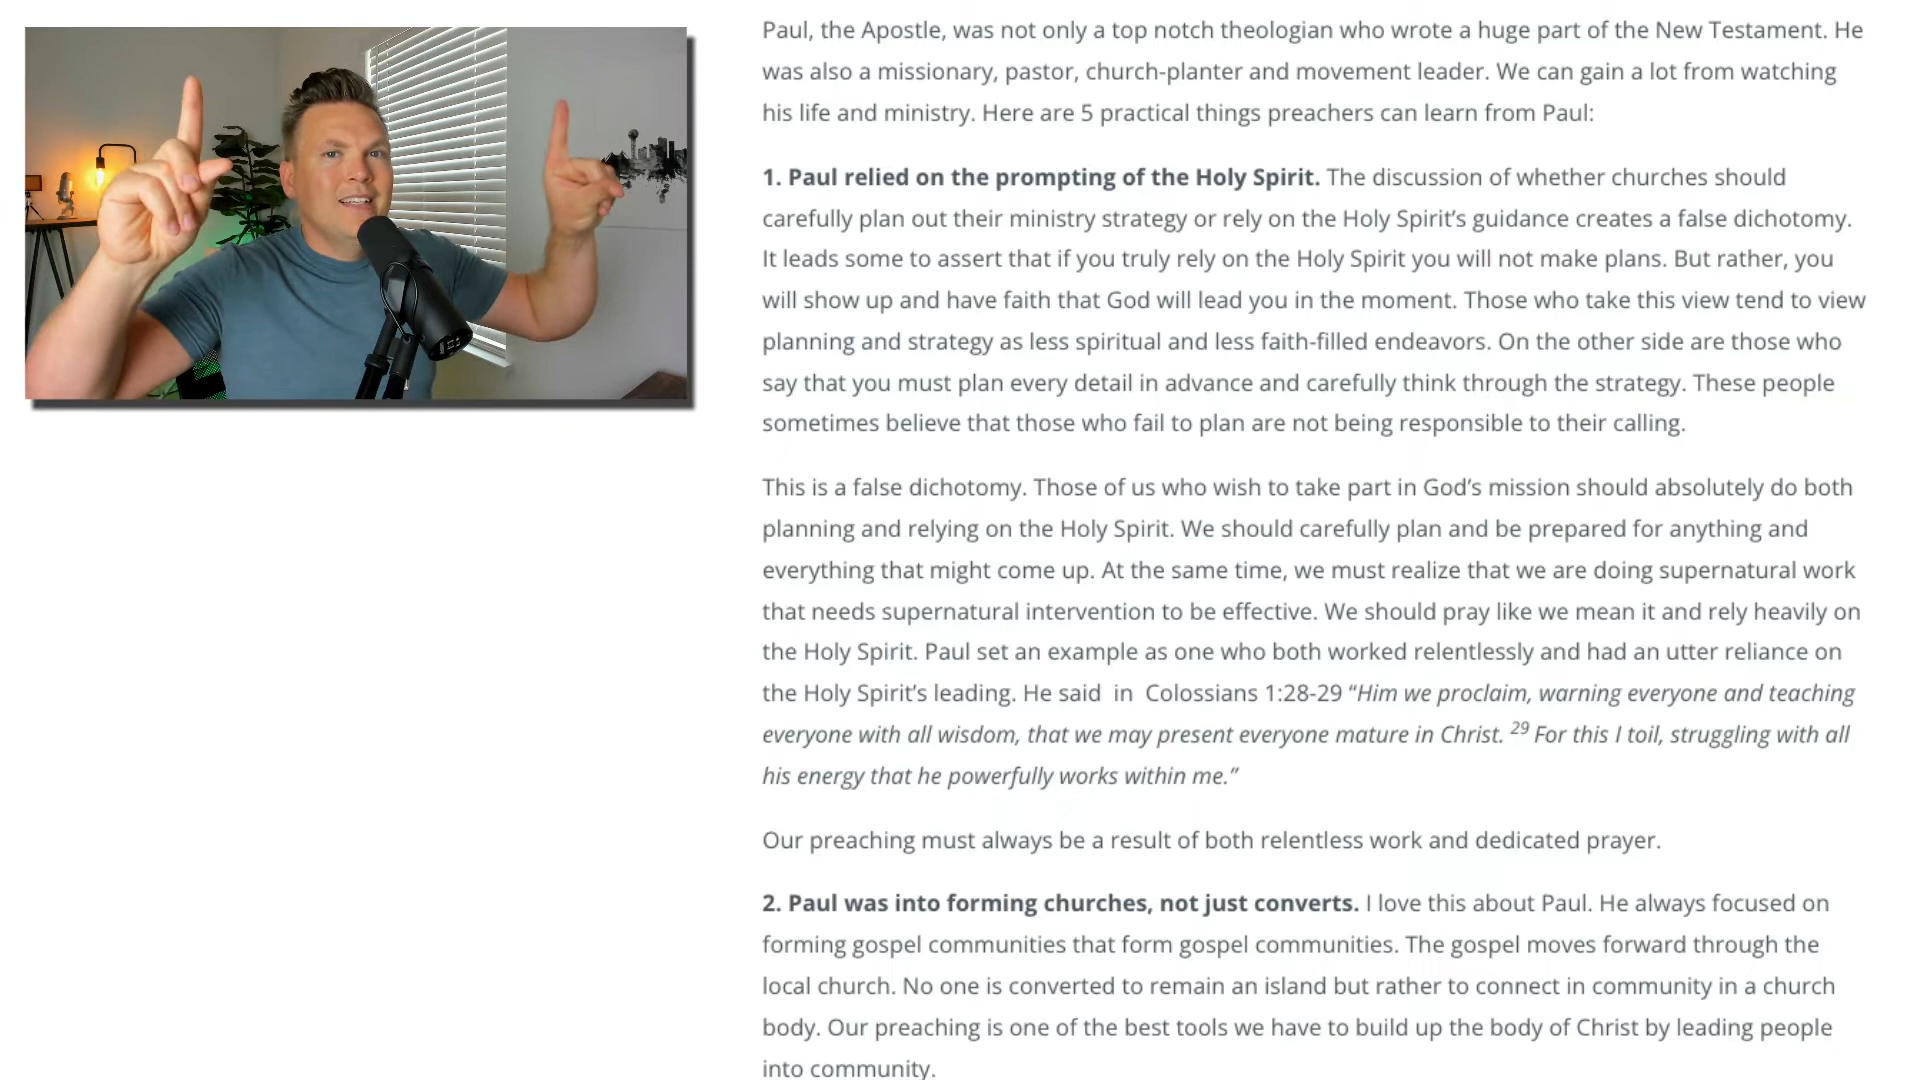 Paul, the Apostle, was not only a top notch theologian who wrote a huge part of the New Testament. He
was also a missionary, pastor, church-planter and movement leader. We can gain a lot from watching
his life and ministry. Here are 5 practical things preachers can learn from Paul:
1. Paul relied on the prompting of the Holy Spirit. The discussion of whether churches should
carefully plan out their ministry strategy or rely on the Holy Spirit’s guidance creates a false dichotomy.
It leads some to assert that if you truly rely on the Holy Spirit you will not make plans. But rather, you
will show up and have faith that God will lead you in the moment. Those who take this view tend to view
planning and strategy as less spiritual and less faith-filled endeavors. On the other side are those who
say that you must plan every detail in advance and carefully think through the strategy. These people
sometimes believe that those who fail to plan are not being responsible to their calling.
This is a false dichotomy. Those of us who wish to take part in God’s mission should absolutely do both
planning and relying on the Holy Spirit. We should carefully plan and be prepared for anything and
everything that might come up. At the same time, we must realize that we are doing supernatural work
that needs supernatural intervention to be effective. We should pray like we mean it and rely heavily on
the Holy Spirit. Paul set an example as one who both worked relentlessly and had an utter reliance on
the Holy Spirit’s leading. He said in Colossians 1:28-29 “Him we proclaim, warning everyone and teaching
everyone with all wisdom, that we may present everyone mature in Christ. 29 For this I toil, struggling with all
his energy that he powerfully works within me.”
Our preaching must always be a result of both relentless work and dedicated prayer.
2. Paul was into forming churches, not just converts. I love this about Paul. He always focused on
forming gospel communities that form gospel communities. The gospel moves forward through the
local church. No one is converted to remain an island but rather to connect in community in a church
body. Our preaching is one of the best tools we have to build up the body of Christ by leading people
into community.